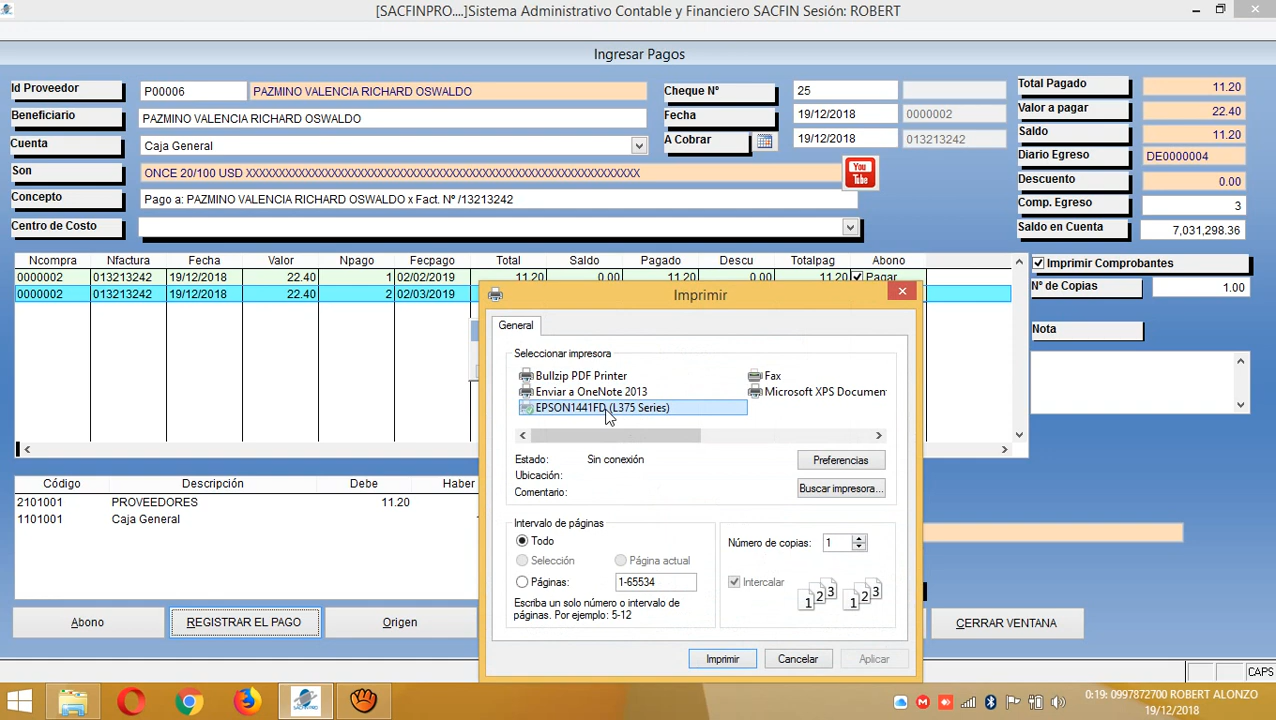 [SACFINPRO....]Sistema Administrativo Contable y Financiero SACFIN Sesión: ROBERT
Ingresar Pagos
Id Proveedor P00006 PAZMINO VALENCIA RICHARD OSWALDO Cheque Nº 25 Total Pagado 11.20
Beneficiario PAZMINO VALENCIA RICHARD OSWALDO Fecha 19/12/2018 0000002 Valor a pagar 22.40
Cuenta Caja General A Cobrar 19/12/2018 013213242 Saldo 11.20
Son ONCE 20/100 USD XXXXXXXXXXXXXXXXXXXXXXXXXXXXXXXXXXXXXXXXXXXXXXXXXXXXXXXX You Tube Diario Egreso DE0000004
Descuento 0.00
Concepto Pago a: PAZMINO VALENCIA RICHARD OSWALDO x Fact. Nº /13213242 Comp. Egreso 3
Centro de Costo Saldo en Cuenta 7,031,298.36
Ncompra Nfactura Fecha Valor Npago Fecpago Total Saldo Pagado Descu Totalpag Abono
0000002 013213242 19/12/2018 22.40 1 02/02/2019 11.20 0.00 11.20 0.00 11.20 Pagar
0000002 013213242 19/12/2018 22.40 2 02/03/2019
Imprimir Comprobantes
Nº de Copias 1.00
Nota
Imprimir
General
Seleccionar impresora
Bullzip PDF Printer Fax
Enviar a OneNote 2013 Microsoft XPS Documen
EPSON1441FD (L375 Series)
Estado: Sin conexión Preferencias
Ubicación:
Comentario: Buscar impresora...
Intervalo de páginas
Todo Número de copias: 1
Selección Página actual
Páginas: 1-65534 Intercalar
1 2 3 1 2 3
Escriba un solo número o intervalo de
páginas. Por ejemplo: 5-12
Imprimir Cancelar Aplicar
Código Descripción Debe Haber
2101001 PROVEEDORES 11.20
1101001 Caja General
Abono REGISTRAR EL PAGO Origen CERRAR VENTANA
CAPS
0:19: 0997872700 ROBERT ALONZO
19/12/2018